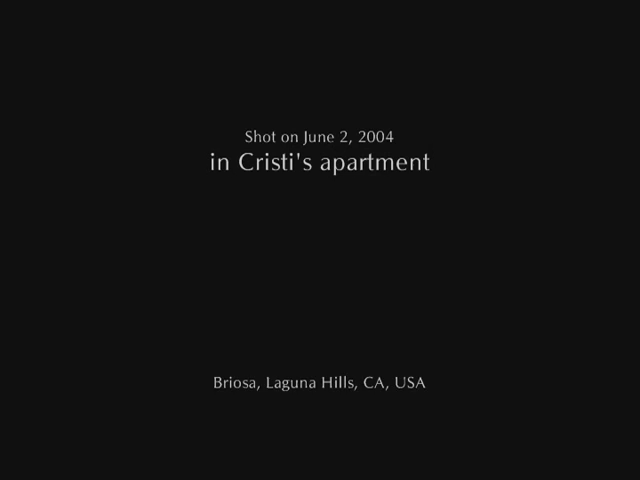 Shot on June 2, 2004
in Cristi's apartment
Briosa, Laguna Hills, CA, USA